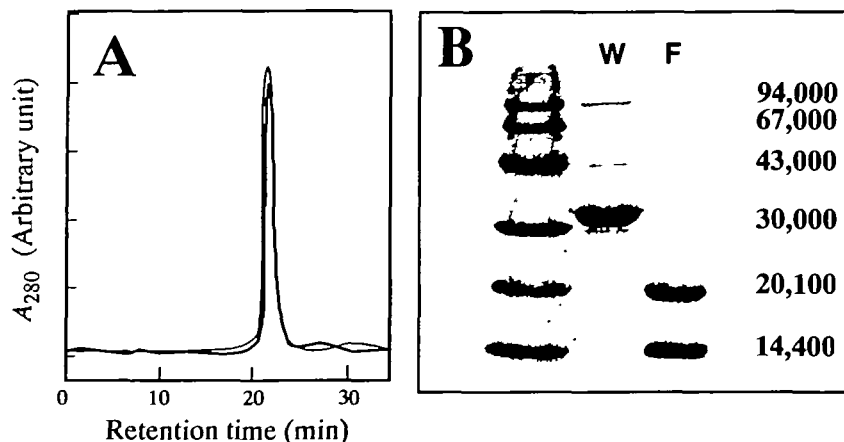 A
A280 (Arbitrary unit)
0 10 20 30
Retention time (min)
B
W F
94,000
67,000
43,000
30,000
20,100
14,400